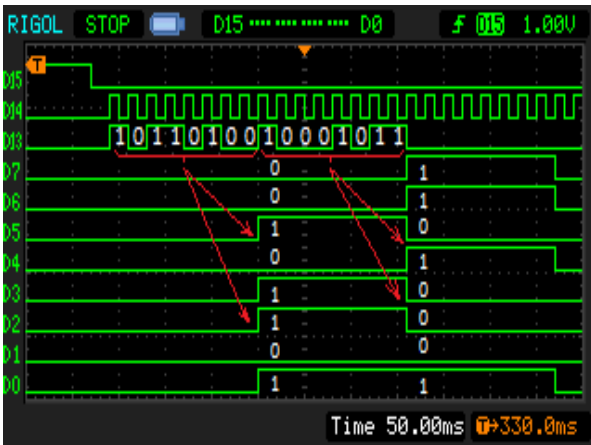 RIGOL STOP D15 ···· ···· ···· ···· D0 D15 1.00V
T
D15
D14
D13 1 0 1 1 0 1 0 0 1 0 0 0 1 0 1 1
D7 0 1
D6 0 1
D5 1 0
D4 0 1
D3 1 0
D2 1 0
D1 0 0
D0 1 1
Time 50.00ms T→330.0ms